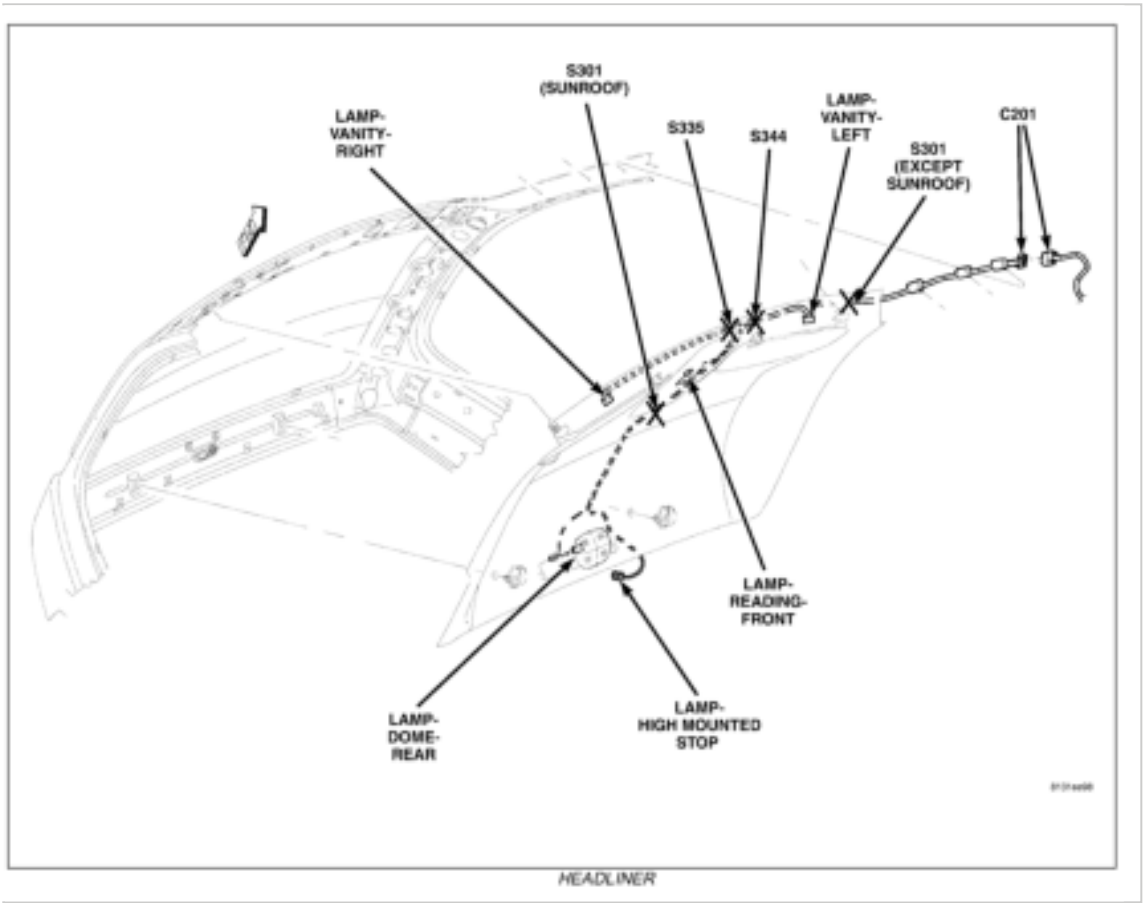 S301
(SUNROOF)
LAMP-
VANITY-
RIGHT
S335
S344
LAMP-
VANITY-
LEFT
S301
(EXCEPT
SUNROOF)
C201
LAMP-
READING-
FRONT
LAMP-
DOME-
REAR
LAMP-
HIGH MOUNTED
STOP
HEADLINER